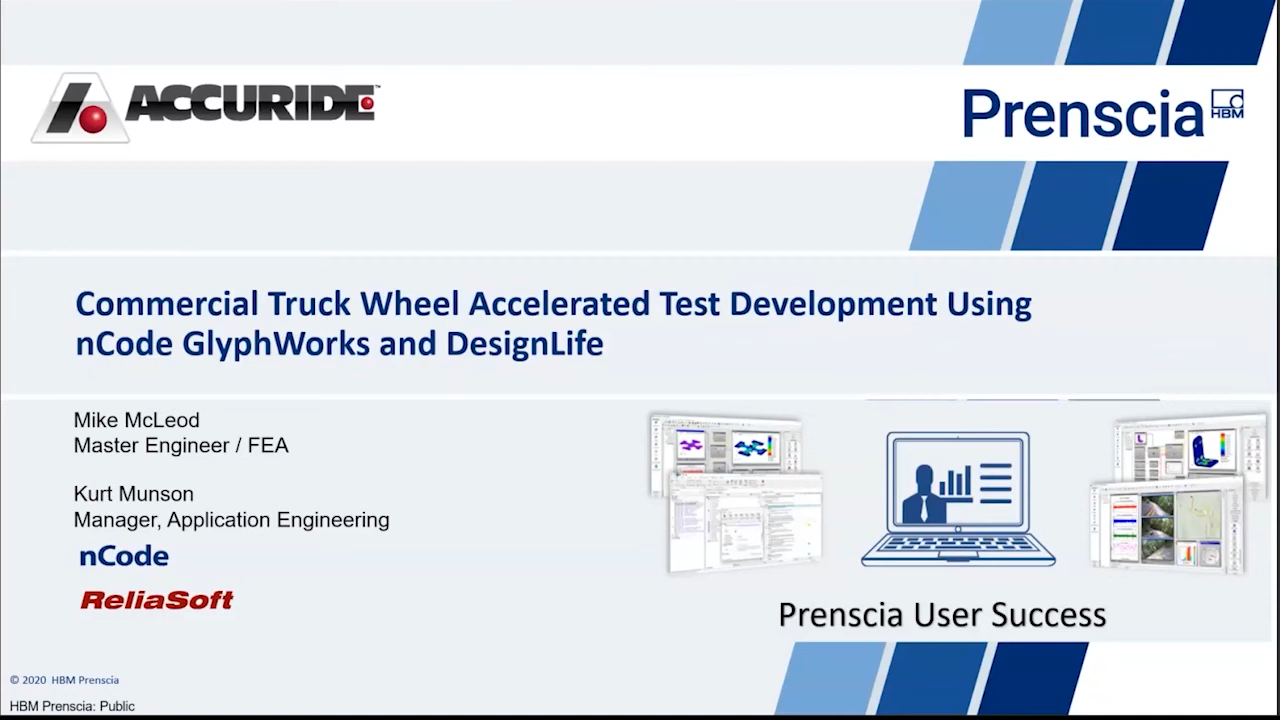 ACCURIDE™
Prenscia HBM
Commercial Truck Wheel Accelerated Test Development Using
nCode GlyphWorks and DesignLife
Mike McLeod
Master Engineer / FEA
Kurt Munson
Manager, Application Engineering
nCode
ReliaSoft
Prenscia User Success
© 2020 HBM Prenscia
HBM Prenscia: Public